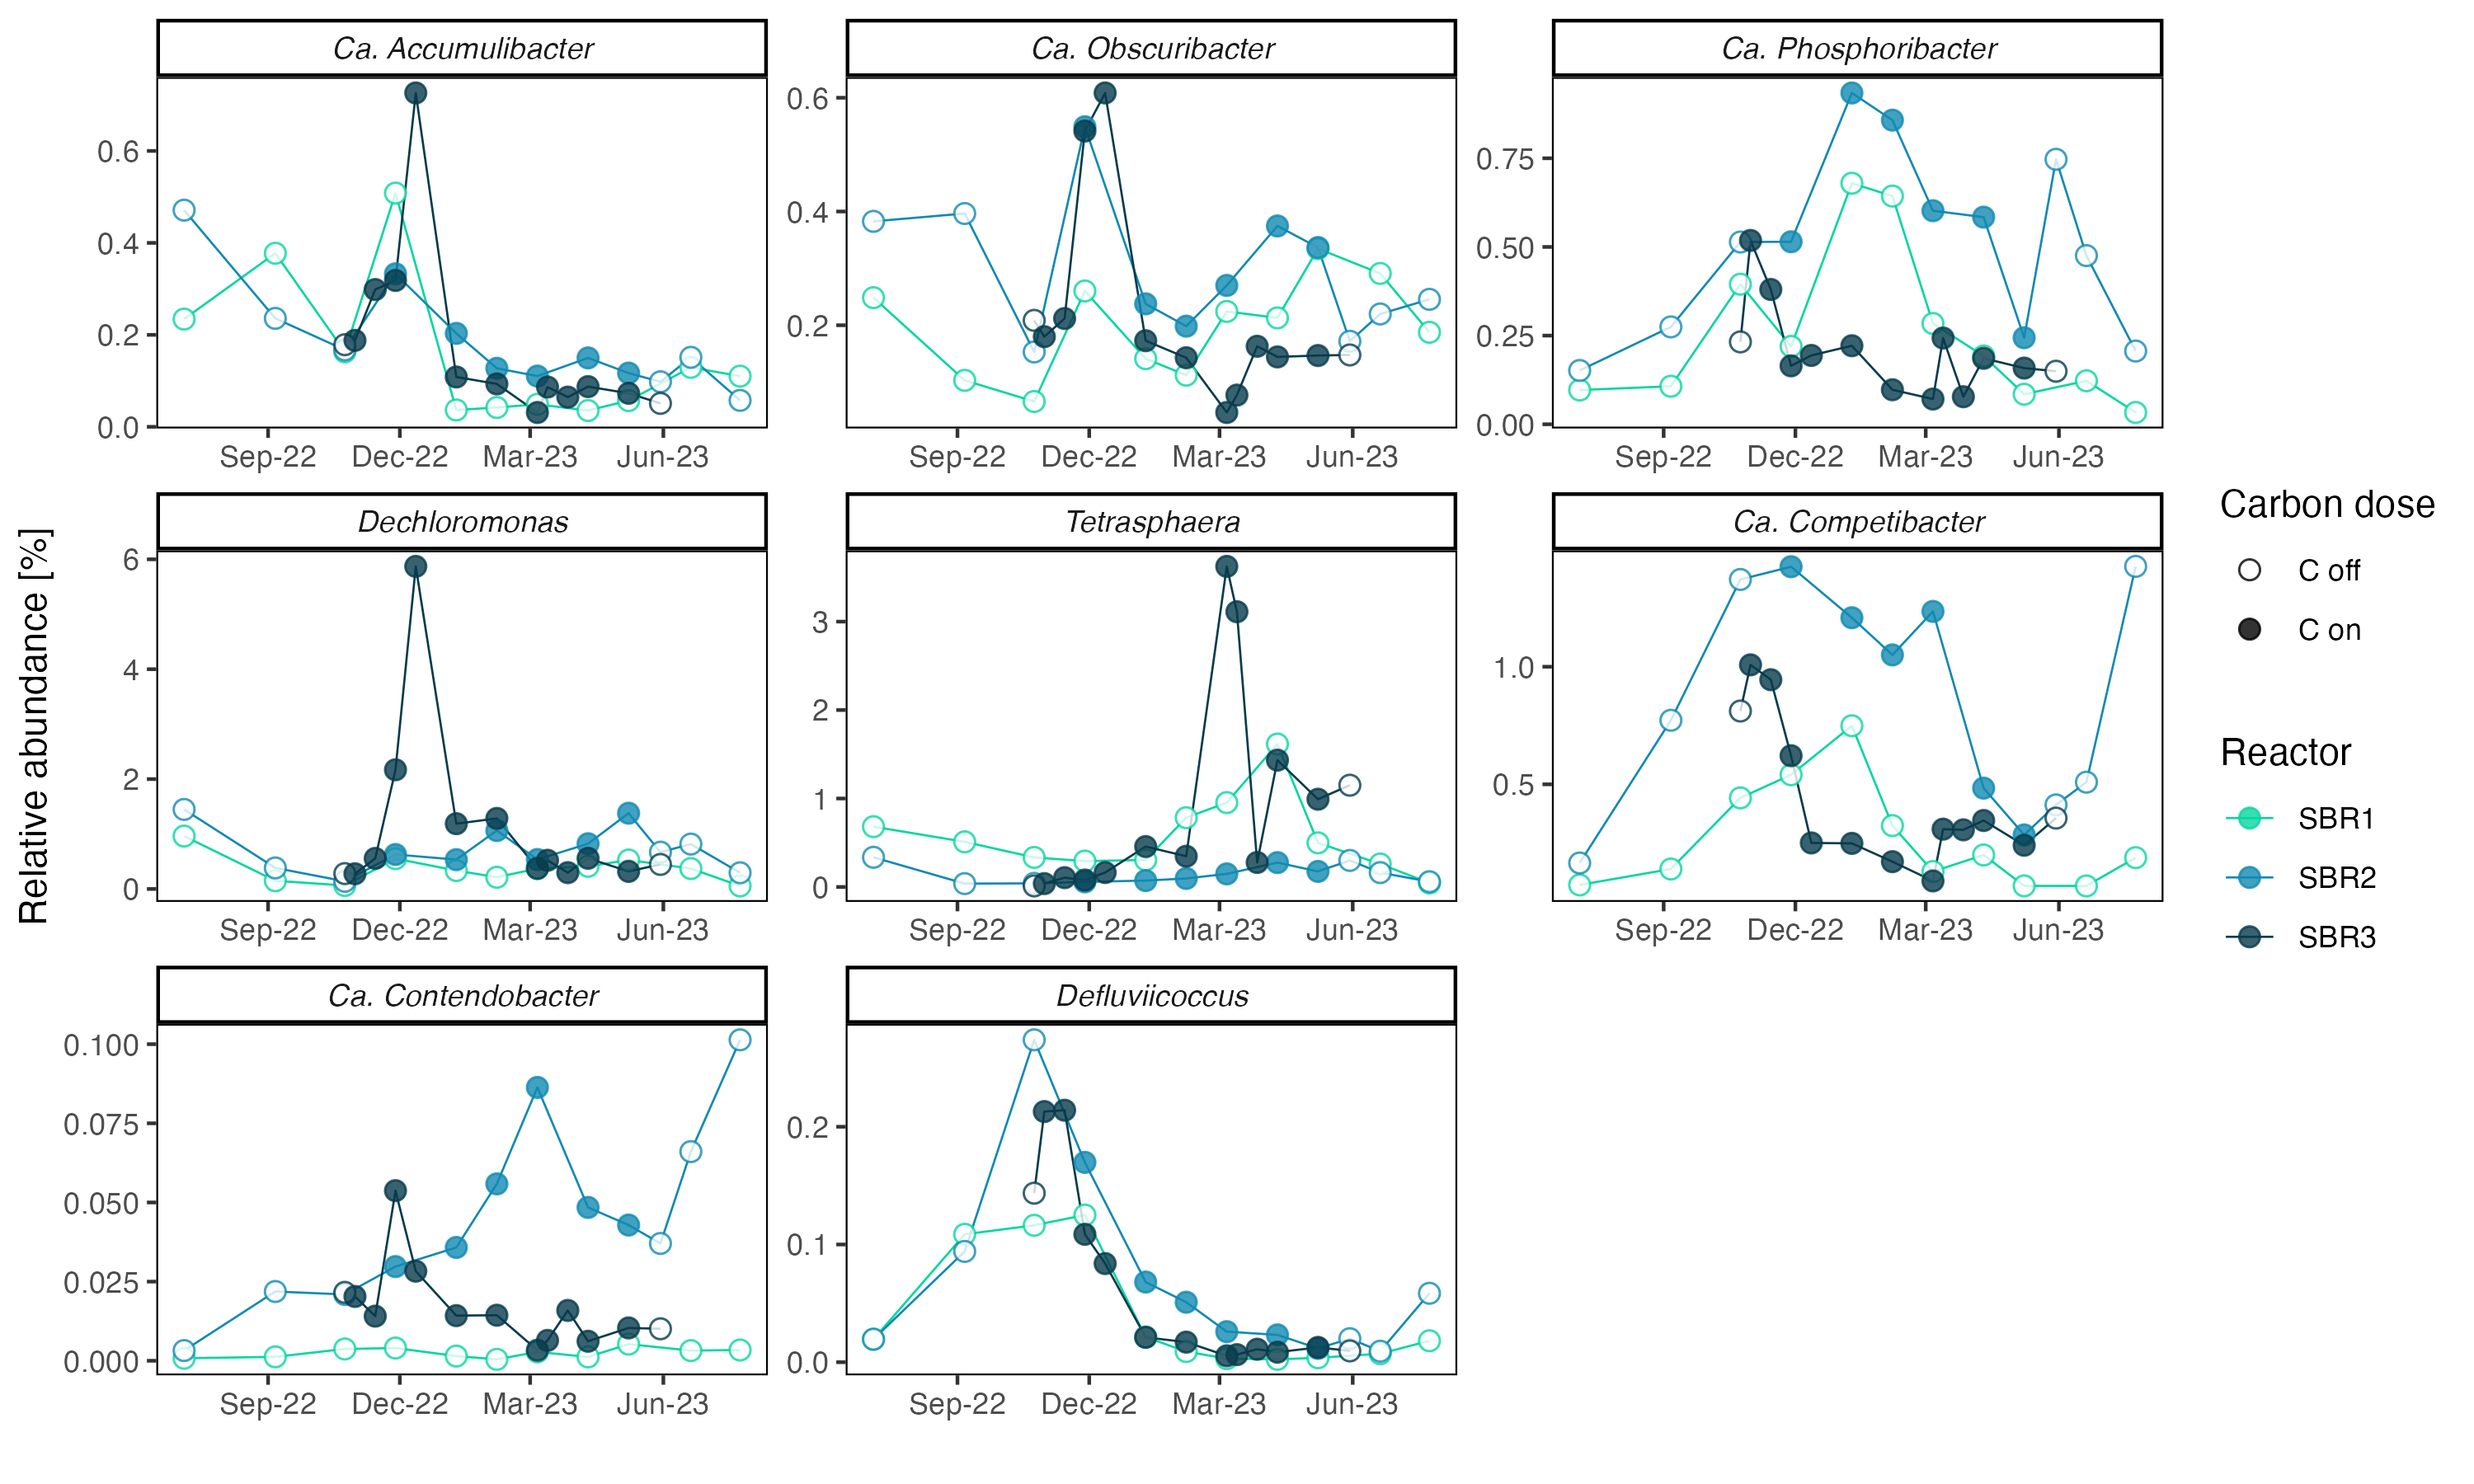 Ca. Accumulibacter
Ca. Obscuribacter
Ca. Phosphoribacter
0.6
0.4
0.2
0.0
Sep-22 Dec-22 Mar-23 Jun-23
0.6
0.4
0.2
Sep-22 Dec-22 Mar-23 Jun-23
0.75
0.50
0.25
0.00
Sep-22 Dec-22 Mar-23 Jun-23
Relative abundance [%]
Dechloromonas
Tetrasphaera
Ca. Competibacter
6
4
2
0
Sep-22 Dec-22 Mar-23 Jun-23
3
2
1
0
Sep-22 Dec-22 Mar-23 Jun-23
1.0
0.5
Sep-22 Dec-22 Mar-23 Jun-23
Ca. Contendobacter
Defluviicoccus
0.100
0.075
0.050
0.025
0.000
Sep-22 Dec-22 Mar-23 Jun-23
0.2
0.1
0.0
Sep-22 Dec-22 Mar-23 Jun-23
Carbon dose
C off
C on
Reactor
SBR1
SBR2
SBR3